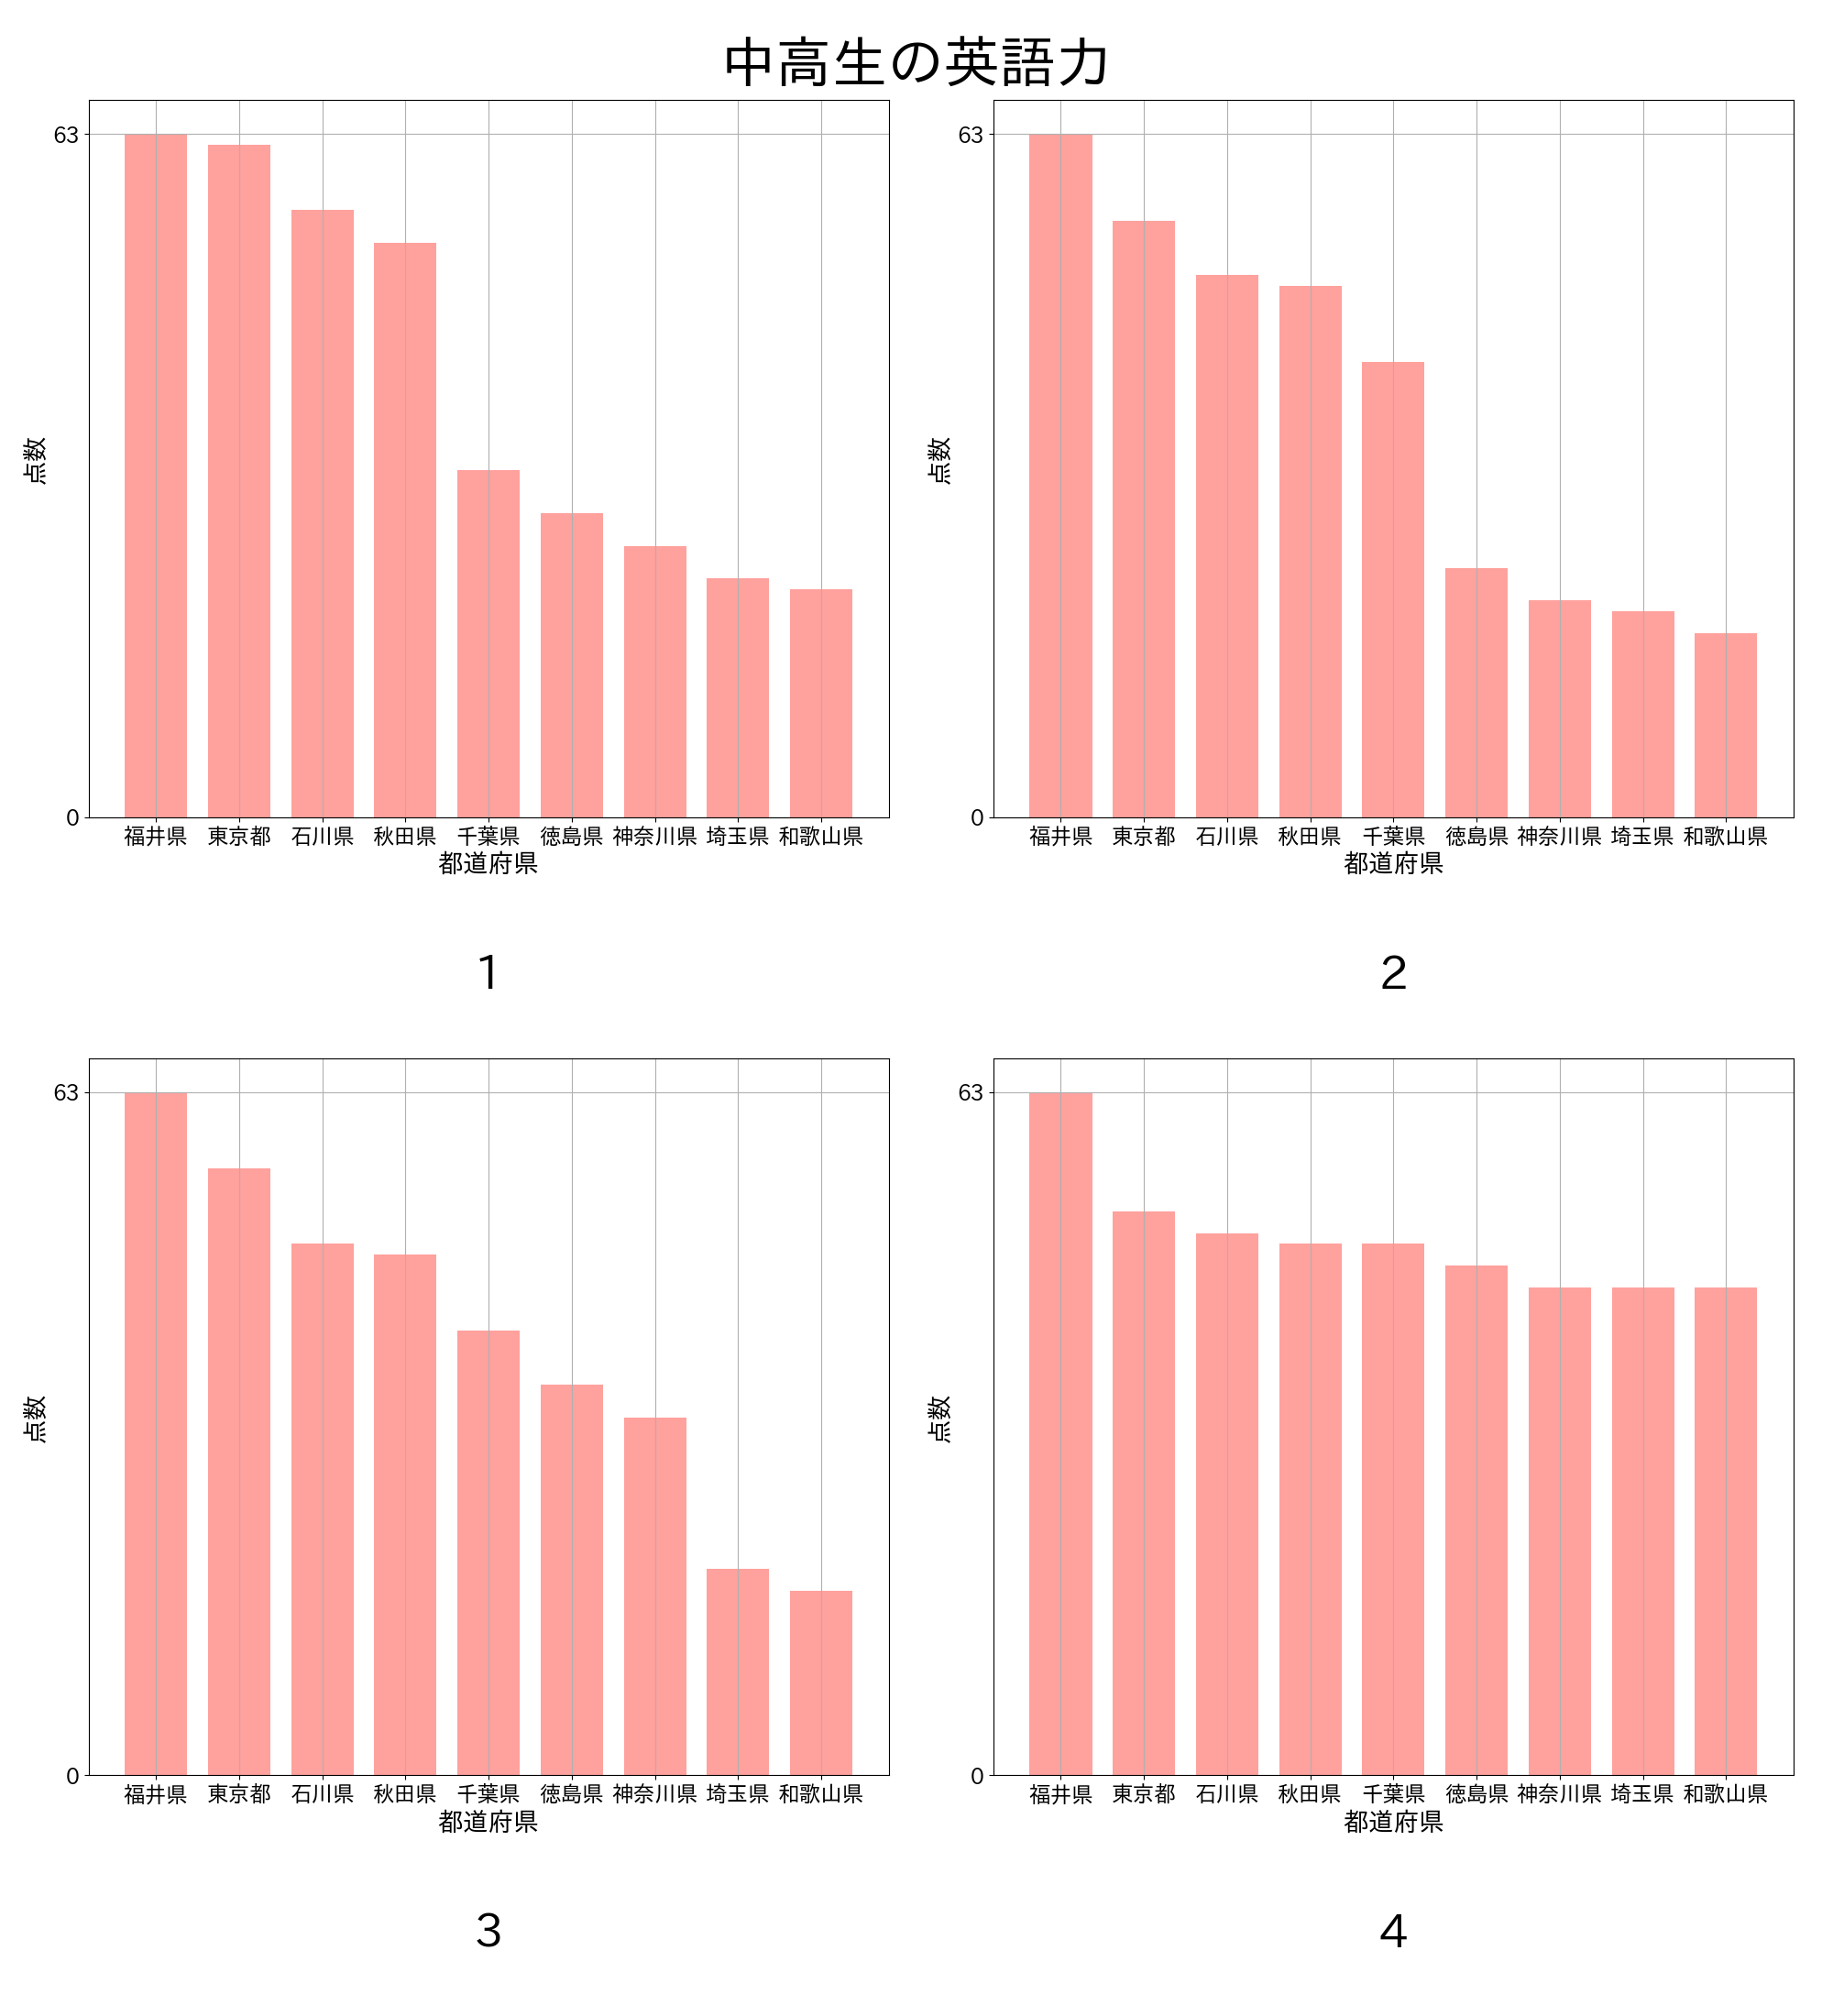 中高生の英語力
63
点数
0
福井県 東京都 石川県 秋田県 千葉県 徳島県 神奈川県 埼玉県 和歌山県
都道府県
1
63
点数
0
福井県 東京都 石川県 秋田県 千葉県 徳島県 神奈川県 埼玉県 和歌山県
都道府県
2
63
点数
0
福井県 東京都 石川県 秋田県 千葉県 徳島県 神奈川県 埼玉県 和歌山県
都道府県
3
63
点数
0
福井県 東京都 石川県 秋田県 千葉県 徳島県 神奈川県 埼玉県 和歌山県
都道府県
4